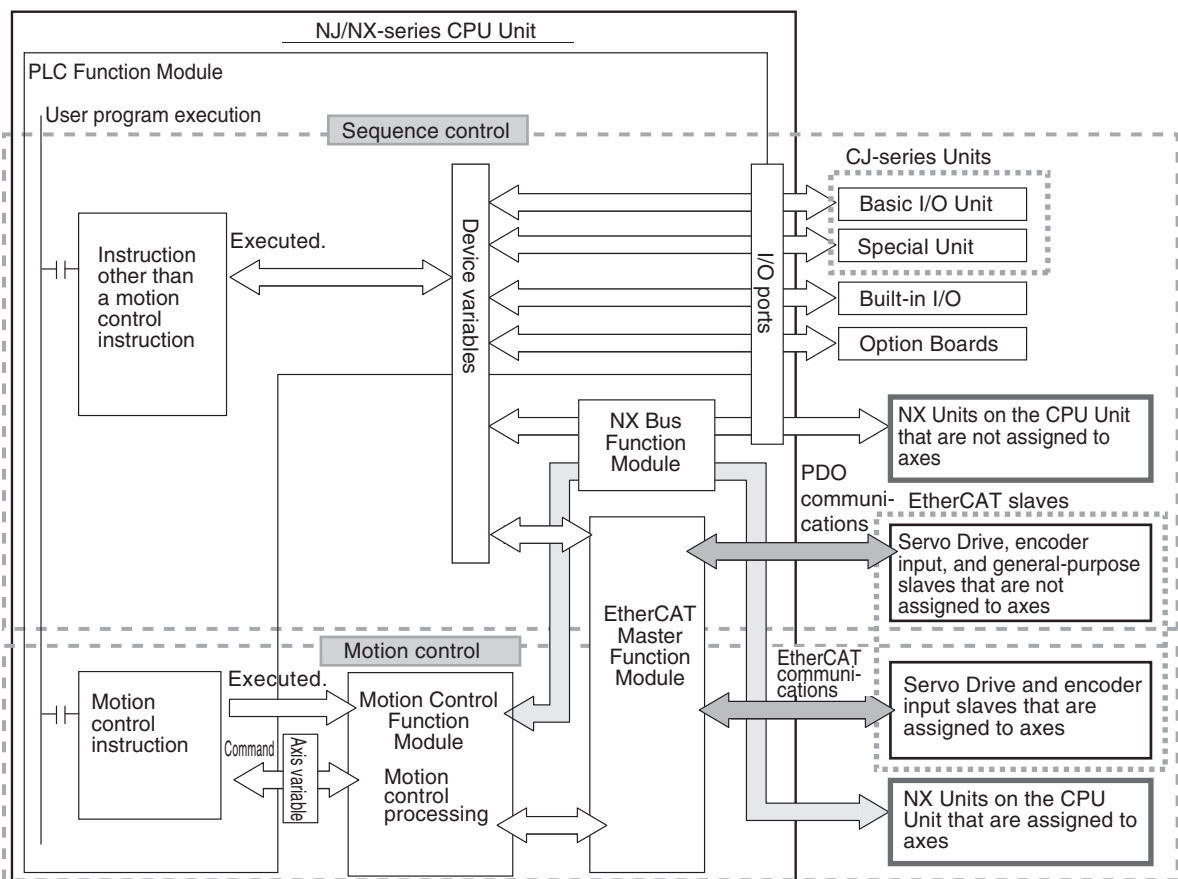 NJ/NX-series CPU Unit
PLC Function Module
User program execution
Sequence control
CJ-series Units
Basic I/O Unit
Special Unit
Built-in I/O
Option Boards
Instruction
other than
a motion
control
instruction
Executed.
Device variables
I/O ports
NX Bus
Function
Module
NX Units on the CPU Unit
that are not assigned to
axes
PDO
communi-
cations
EtherCAT slaves
Servo Drive, encoder
input, and general-purpose
slaves that are not
assigned to axes
EtherCAT
Master
Function
Module
Motion control
EtherCAT
communi-
cations
Servo Drive and encoder
input slaves that are
assigned to axes
Motion
control
instruction
Executed.
Command
Axis variable
Motion Control
Function
Module
Motion
control
processing
NX Units on the CPU
Unit that are assigned to
axes